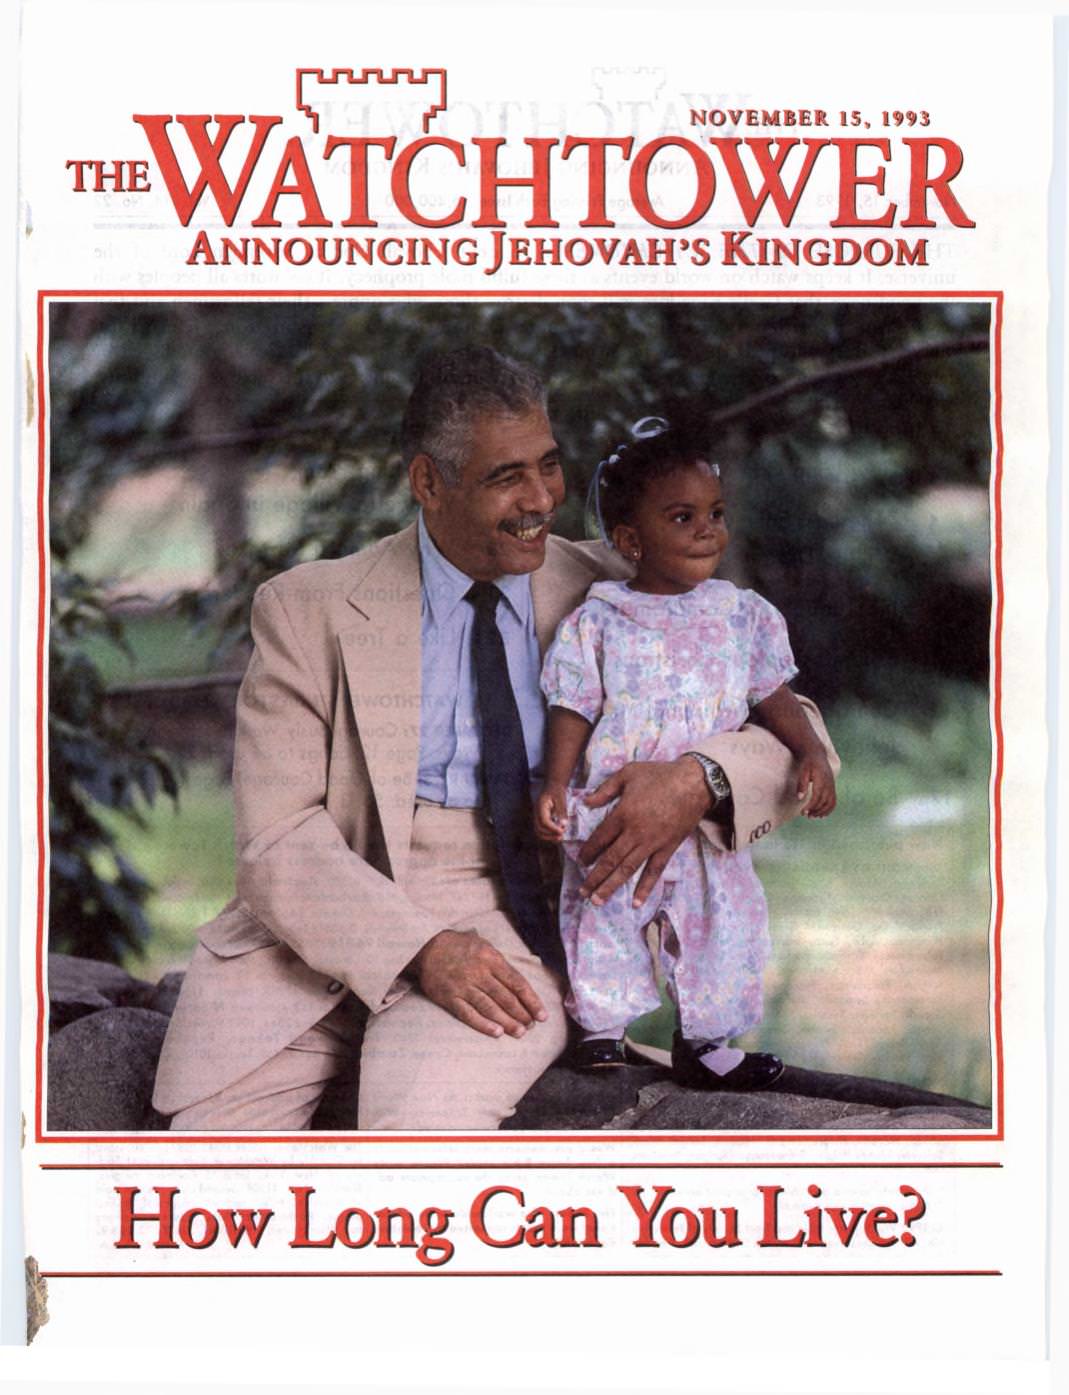 NOVEMBER 15, 1993
THE WATCHTOWER
ANNOUNCING JEHOVAH'S KINGDOM
How Long Can You Live?